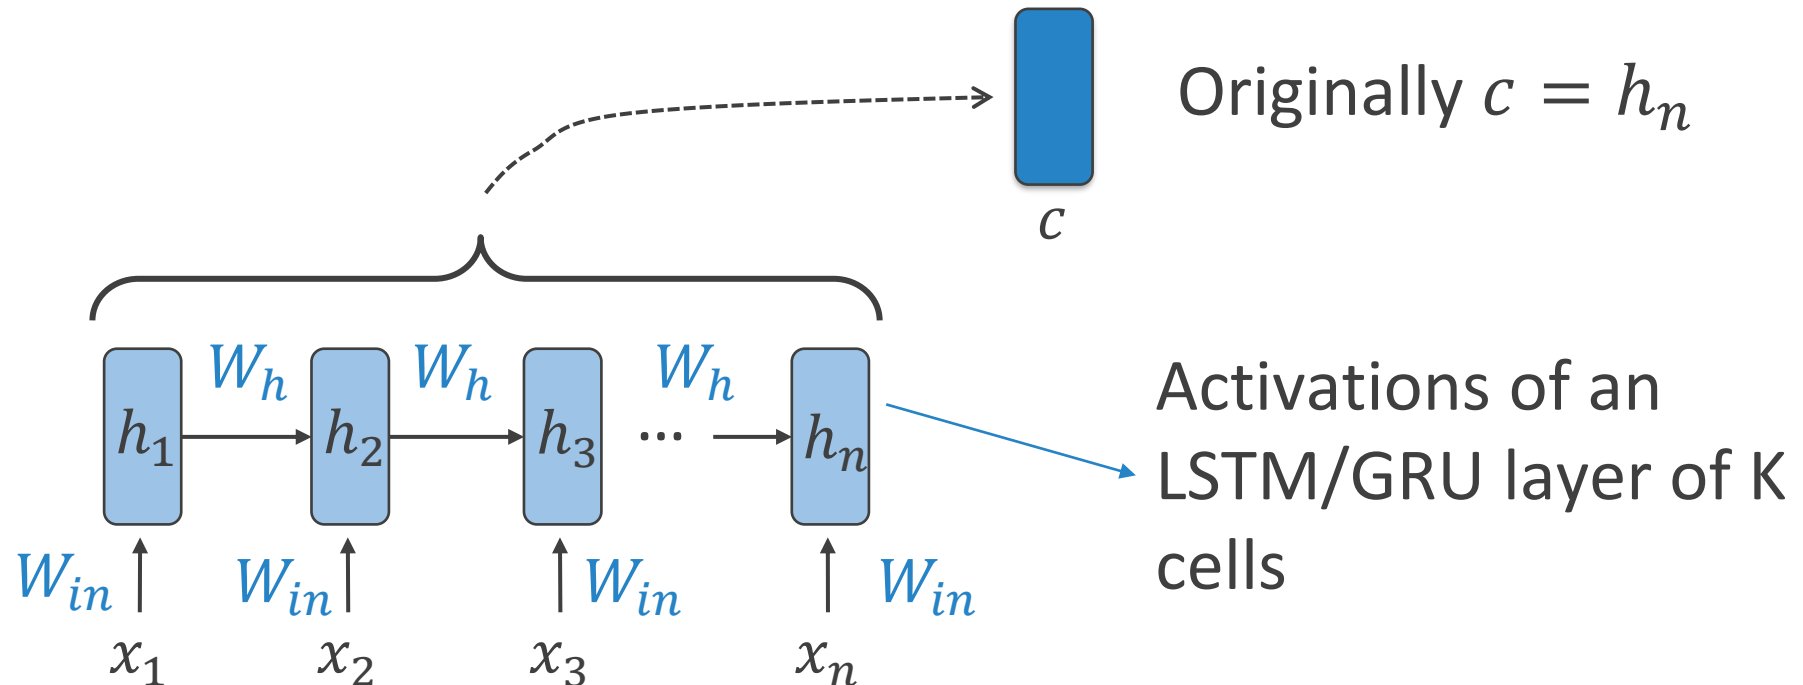 Originally c = hₙ
c
Wₕ Wₕ Wₕ
h₁ h₂ h₃ ... hₙ
Activations of an
LSTM/GRU layer of K
cells
Wᵢₙ Wᵢₙ Wᵢₙ Wᵢₙ
x₁ x₂ x₃ xₙ